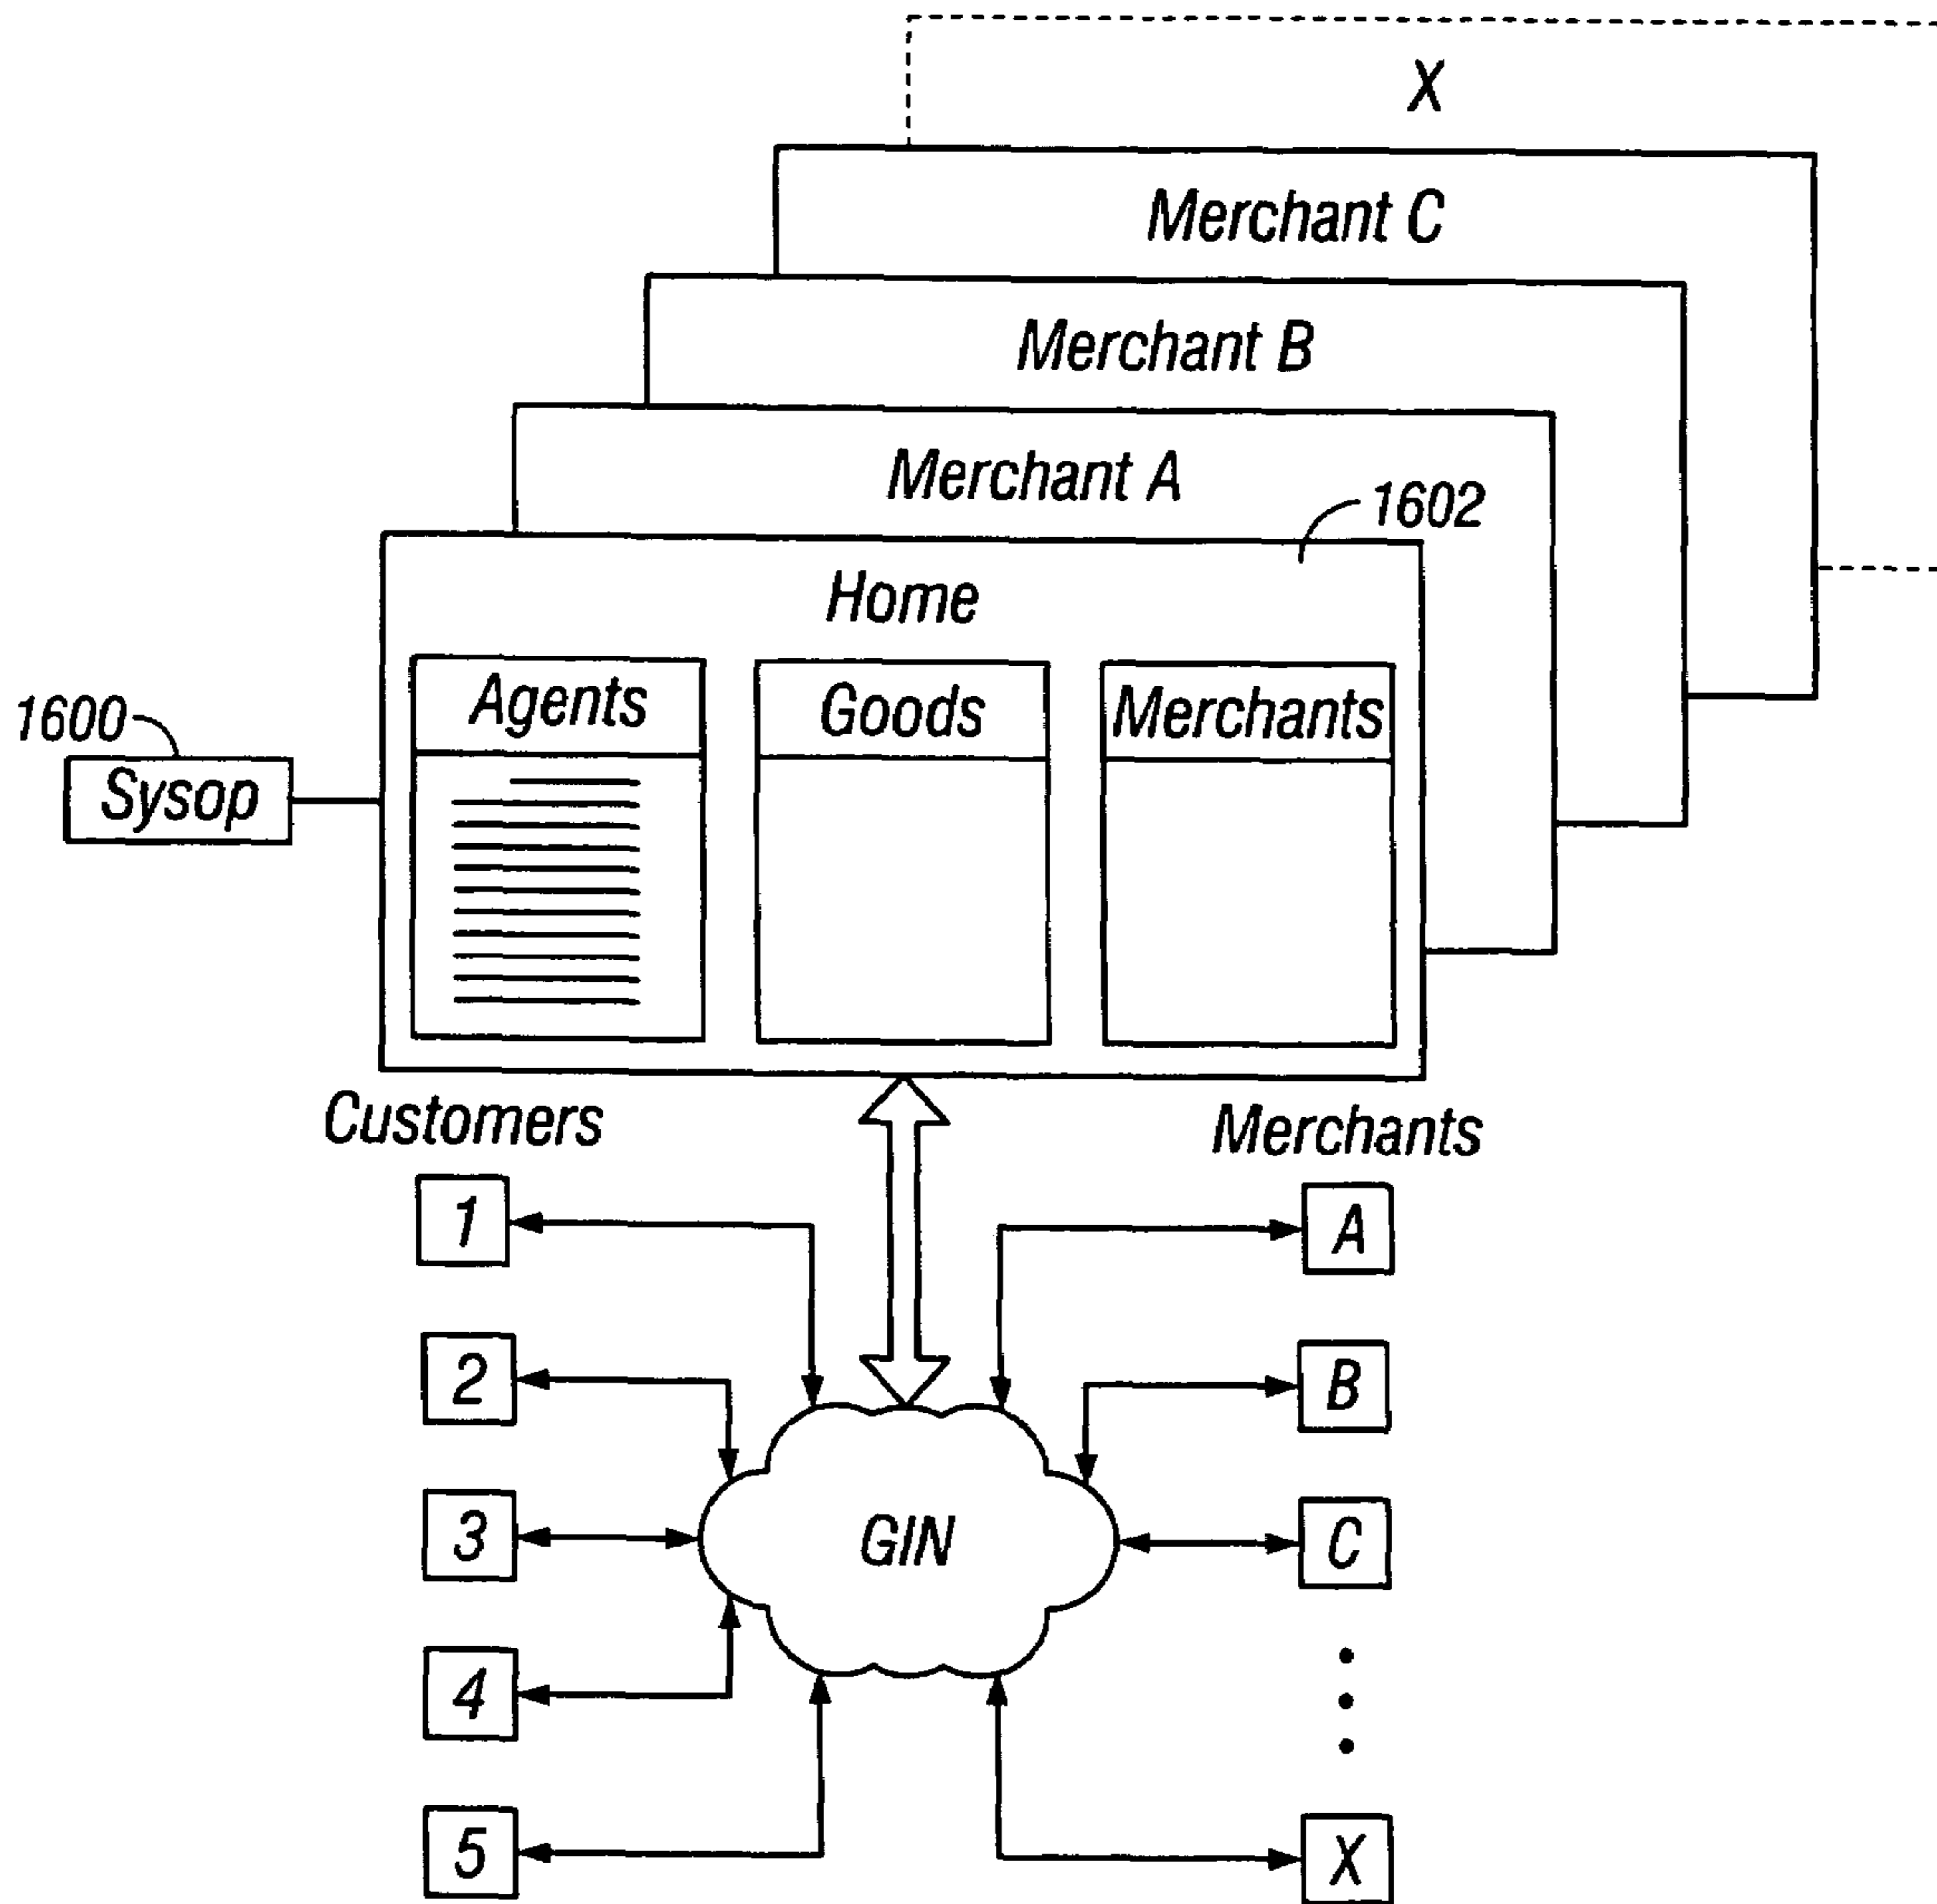 X
Merchant C
Merchant B
Merchant A
1602
Home
Agents
Goods
Merchants
1600
Sysop
Customers
Merchants
1
A
2
B
3
GIN
C
4
5
X